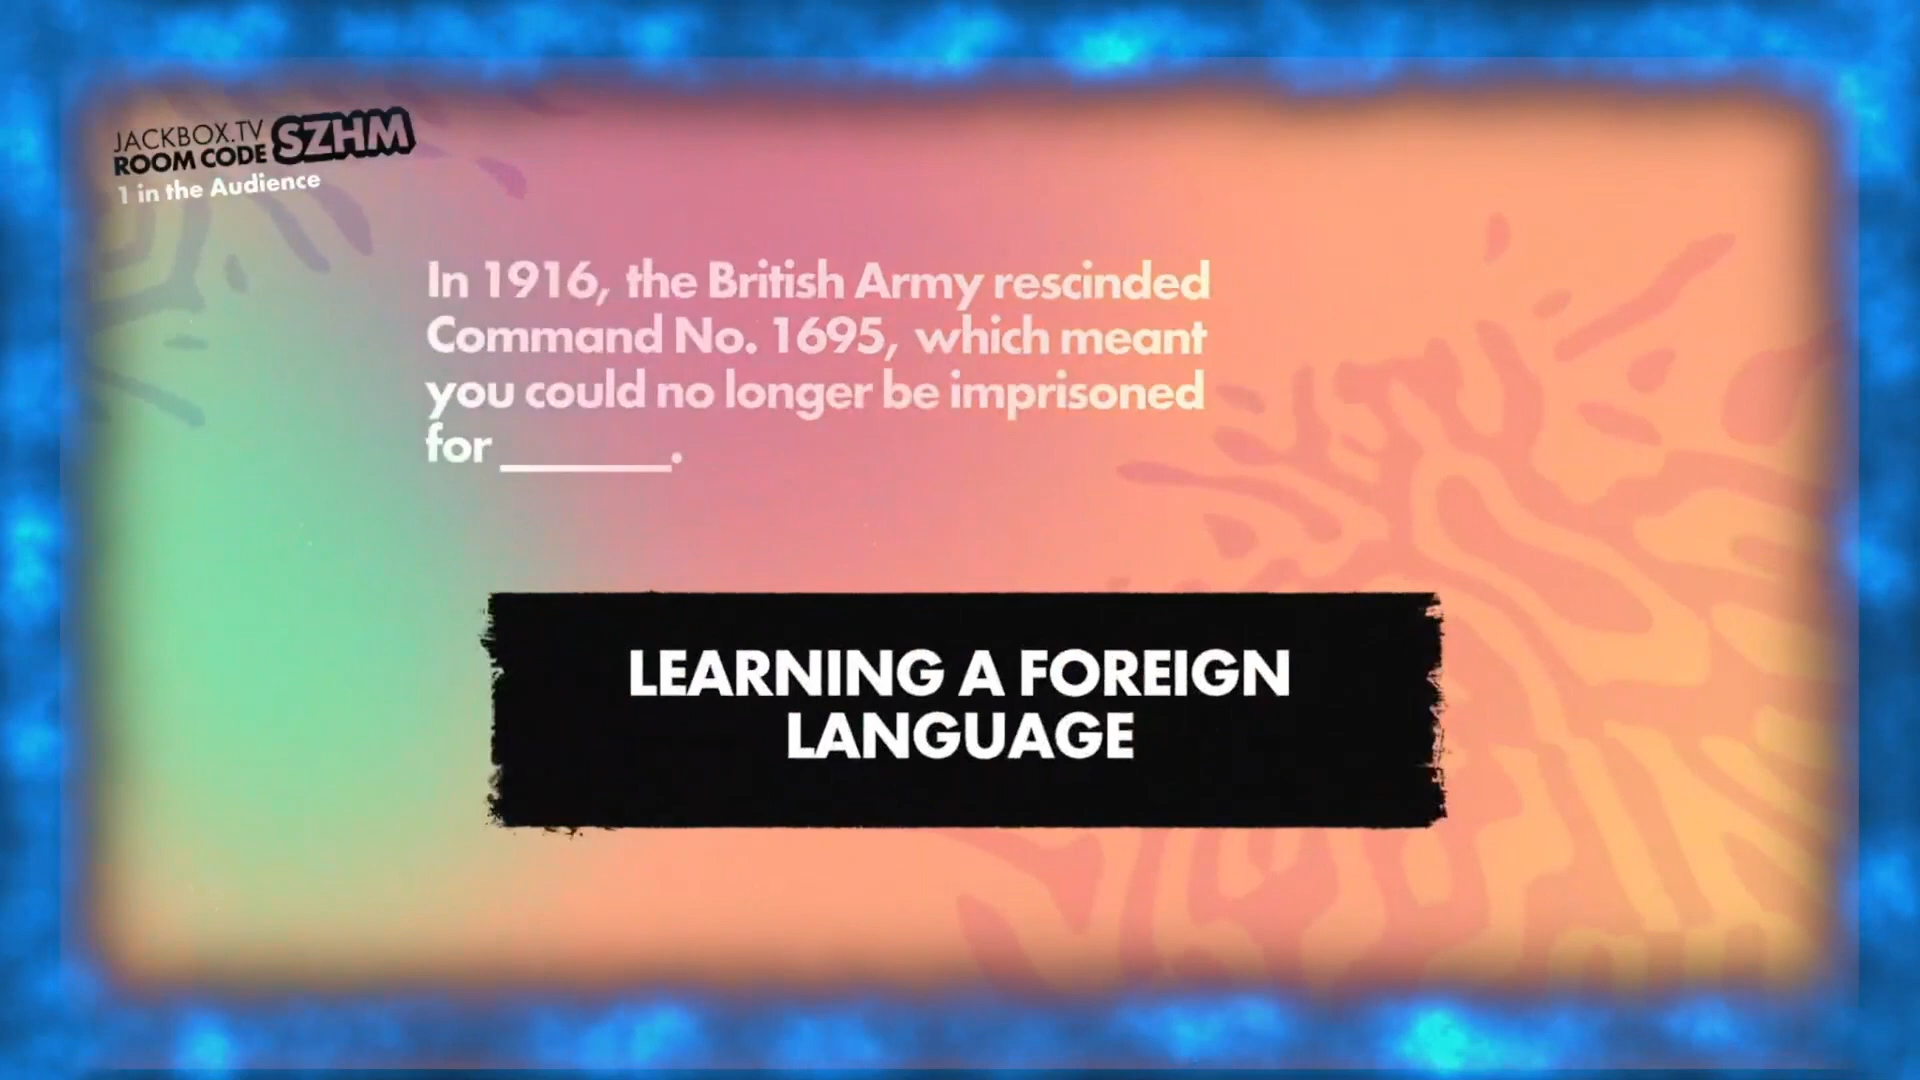 JACKBOX.TV
ROOM CODE SZHM
1 in the Audience
In 1916, the British Army rescinded
Command No. 1695, which meant
you could no longer be imprisoned
for ________.
LEARNING A FOREIGN
LANGUAGE